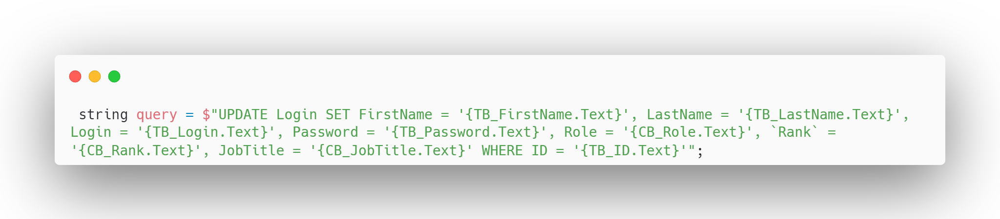 string query = $"UPDATE Login SET FirstName = '{TB_FirstName.Text}', LastName = '{TB_LastName.Text}',
Login = '{TB_Login.Text}', Password = '{TB_Password.Text}', Role = '{CB_Role.Text}', `Rank` =
'{CB_Rank.Text}', JobTitle = '{CB_JobTitle.Text}' WHERE ID = '{TB_ID.Text}'";